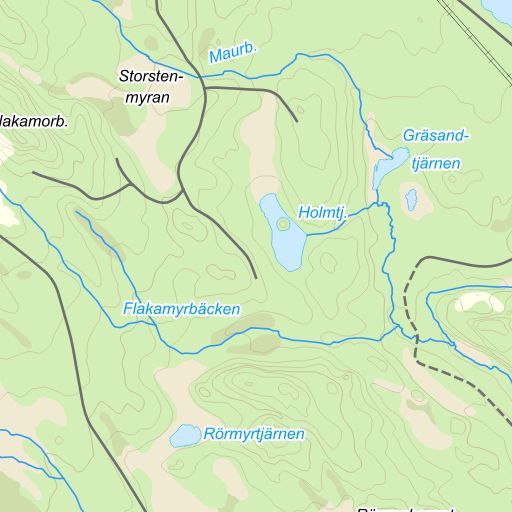 Maurb.
Storsten-
myran
lakamorb.
Gräsand-
tjärnen
Holmtj.
Flakamyrbäcken
Rörmyrtjärnen